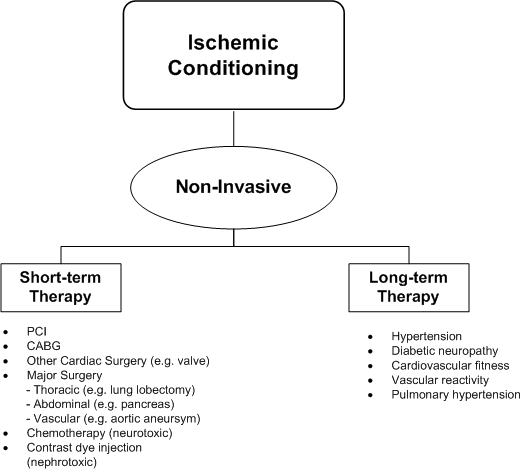 Ischemic
Conditioning
Non-Invasive
Short-term
Therapy
• PCI
• CABG
• Other Cardiac Surgery (e.g. valve)
• Major Surgery
- Thoracic (e.g. lung lobectomy)
- Abdominal (e.g. pancreas)
- Vascular (e.g. aortic aneursym)
• Chemotherapy (neurotoxic)
• Contrast dye injection
(nephrotoxic)
Long-term
Therapy
• Hypertension
• Diabetic neuropathy
• Cardiovascular fitness
• Vascular reactivity
• Pulmonary hypertension